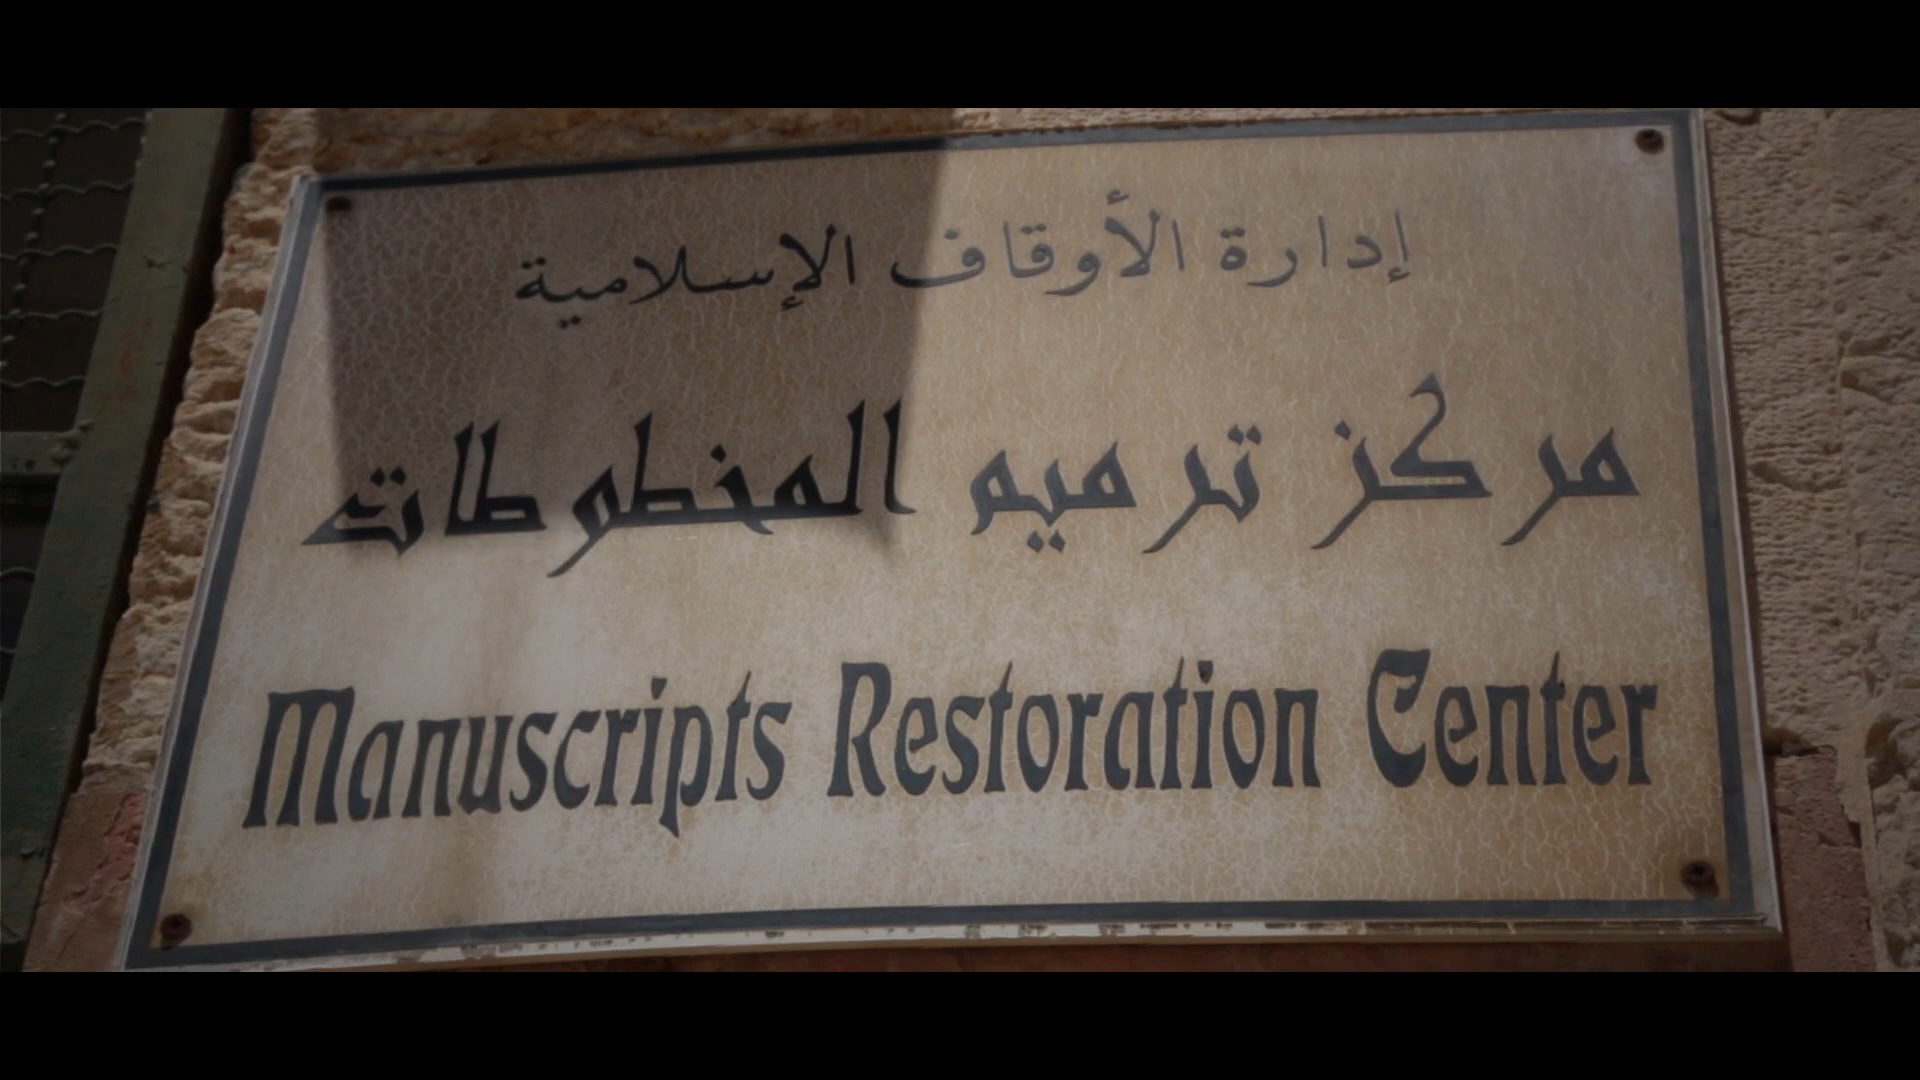 إدارة الأوقاف الإسلامية
مركز ترميم المخطوطات
Manuscripts Restoration Center